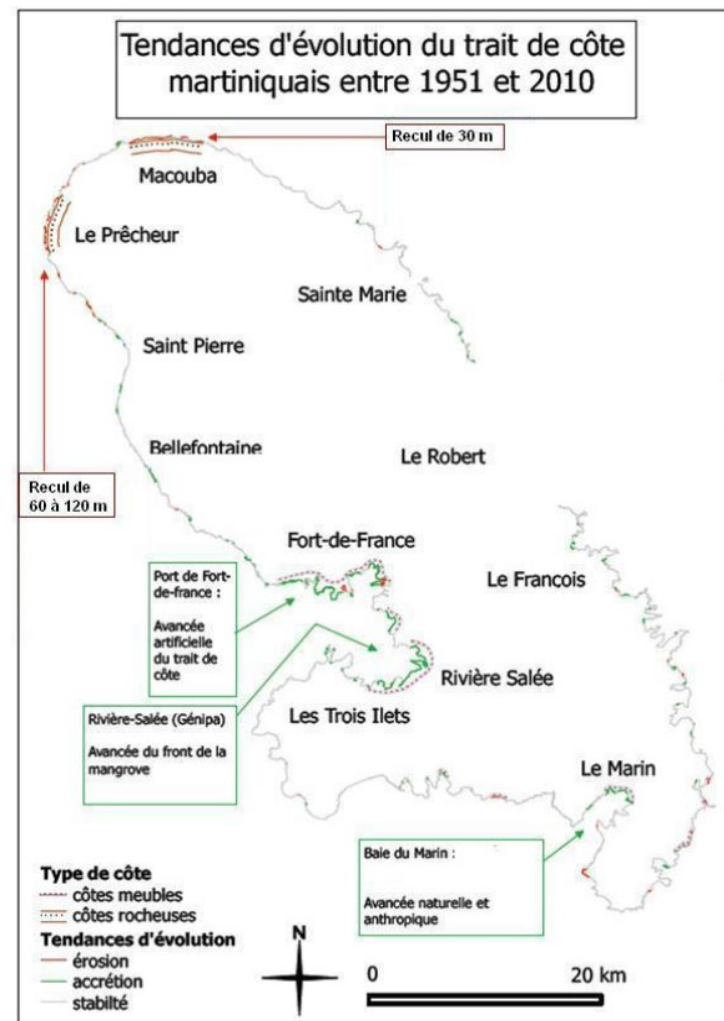 Tendances d'évolution du trait de côte
martiniquais entre 1951 et 2010
Recul de 30 m
Macouba
Le Prêcheur
Sainte Marie
Saint Pierre
Bellefontaine
Le Robert
Recul de
60 à 120 m
Fort-de-France
Le Francois
Port de Fort-
de-france :
Avancée
artificielle
du trait de
côte
Rivière Salée
Les Trois Ilets
Rivière-Salée (Génipa)
Avancée du front de la
mangrove
Le Marin
Baie du Marin :
Avancée naturelle et
anthropique
Type de côte
côtes meubles
côtes rocheuses
Tendances d'évolution
érosion
accrétion
stabilté
N
0 20 km